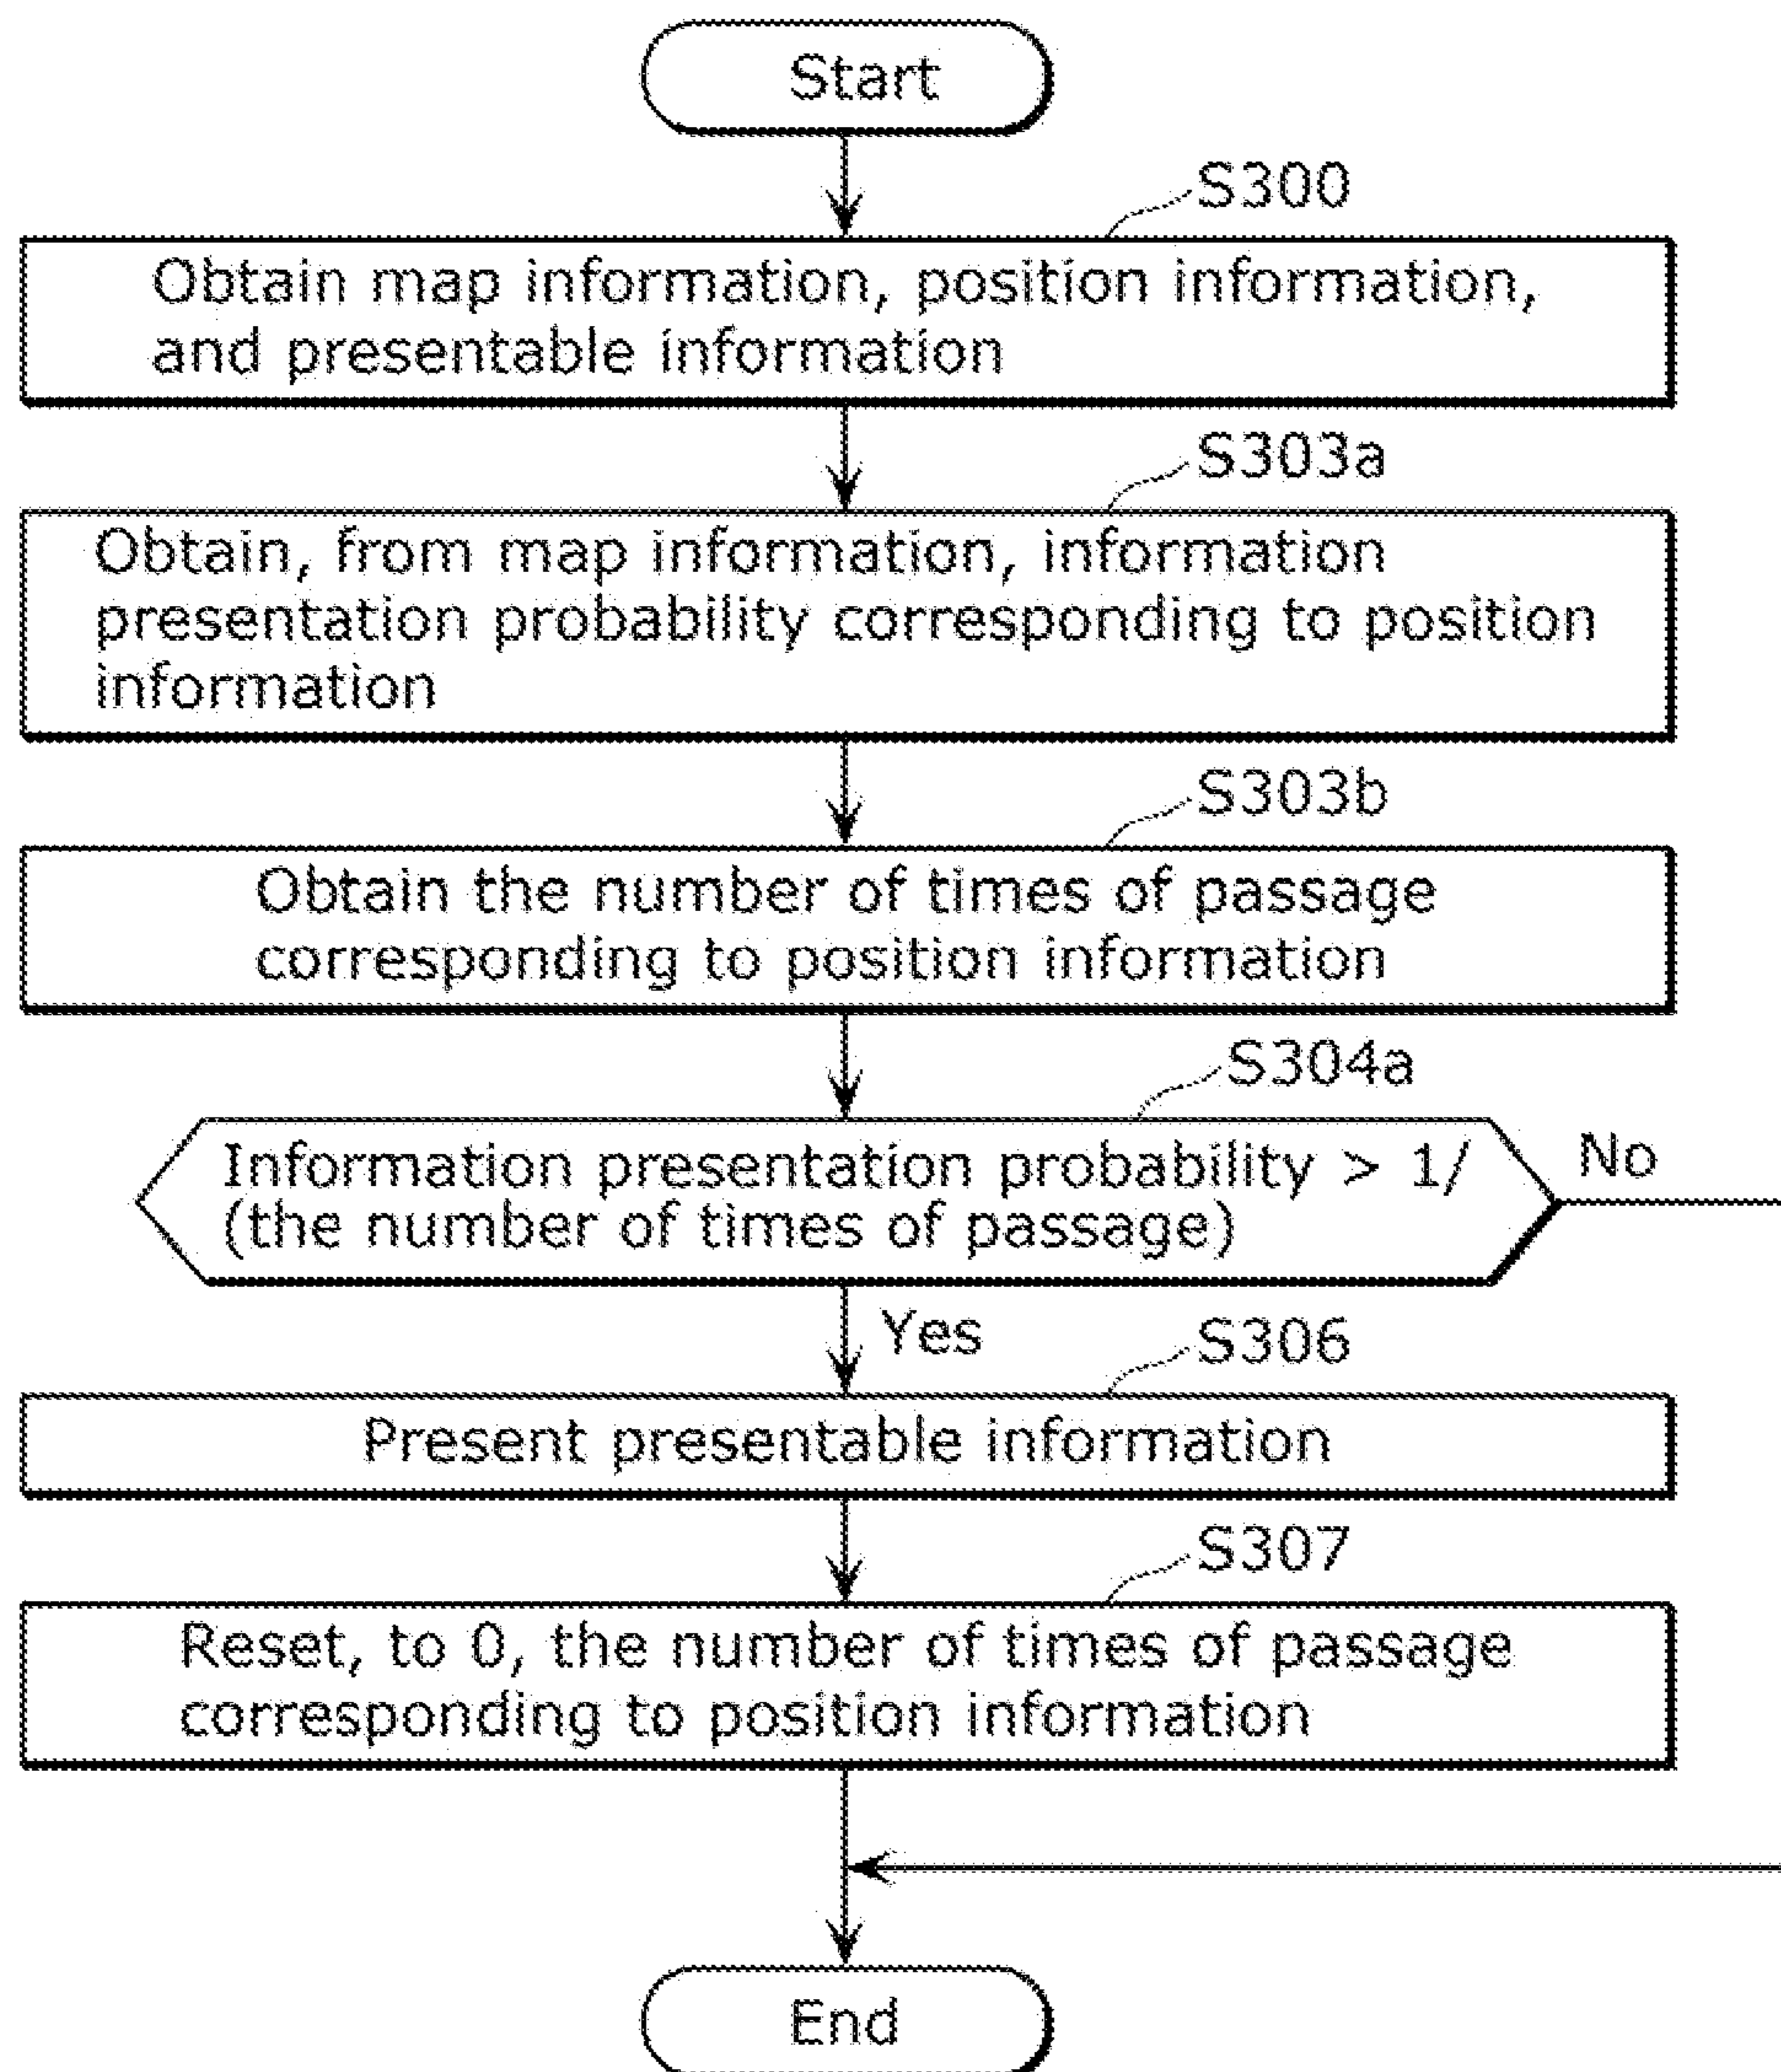 Start
S300
Obtain map information, position information,
and presentable information
S303a
Obtain, from map information, information
presentation probability corresponding to position
information
S303b
Obtain the number of times of passage
corresponding to position information
S304a
Information presentation probability > 1/
(the number of times of passage)
No
Yes
S306
Present presentable information
S307
Reset, to 0, the number of times of passage
corresponding to position information
End